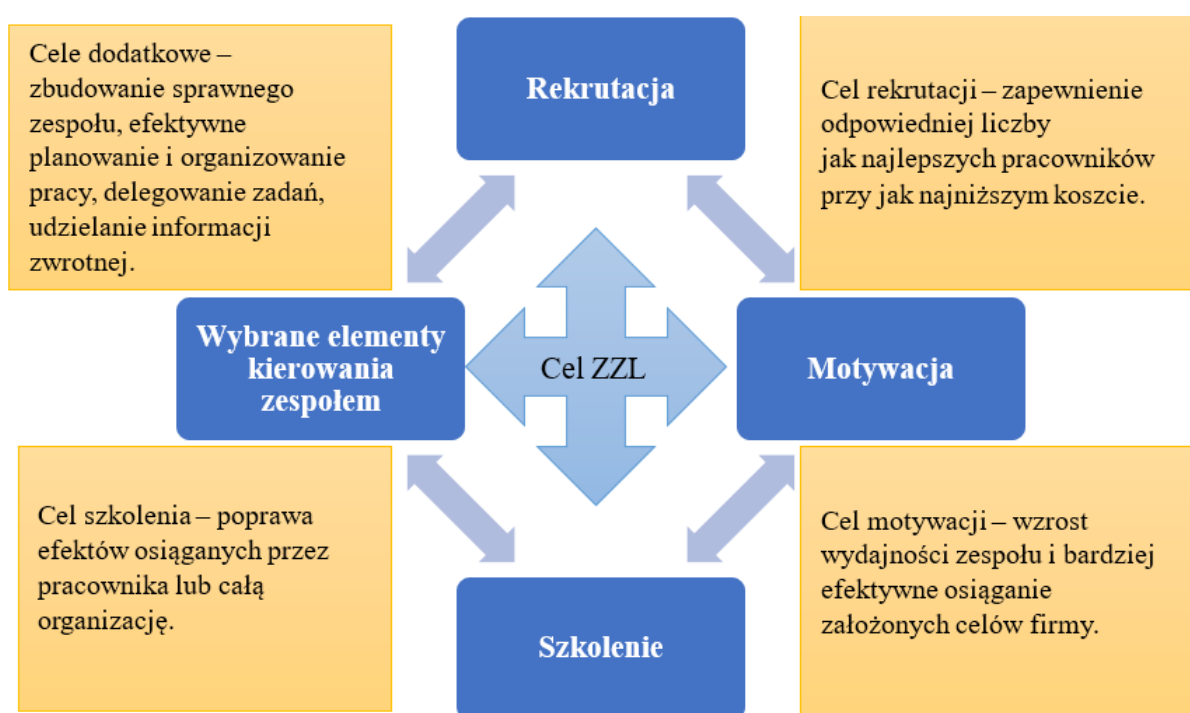 Cele dodatkowe –
zbudowanie sprawnego
zespołu, efektywne
planowanie i organizowanie
pracy, delegowanie zadań,
udzielanie informacji
zwrotnej.
Rekrutacja
Cel rekrutacji – zapewnienie
odpowiedniej liczby
jak najlepszych pracowników
przy jak najniższym koszcie.
Wybrane elementy
kierowania
zespołem
Cel ZZL
Motywacja
Cel szkolenia – poprawa
efektów osiąganych przez
pracownika lub całą
organizację.
Szkolenie
Cel motywacji – wzrost
wydajności zespołu i bardziej
efektywne osiąganie
założonych celów firmy.